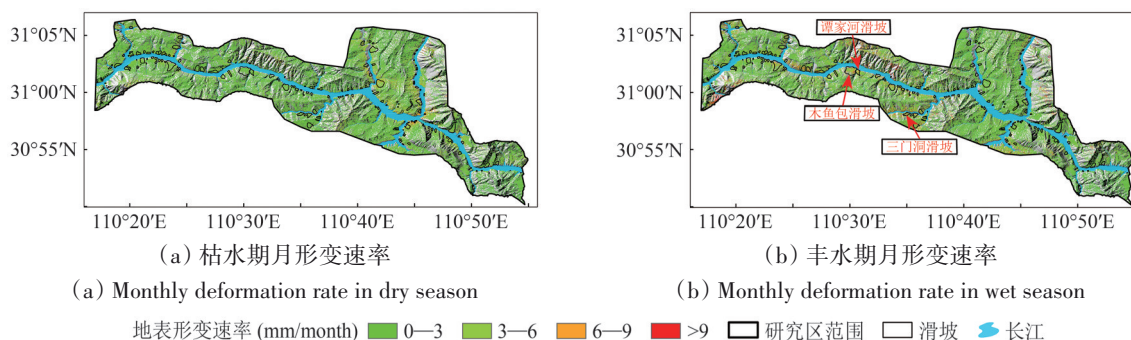 31°05′N
31°00′N
30°55′N
110°20′E 110°30′E 110°40′E 110°50′E
(a) 枯水期月形变速率
(a) Monthly deformation rate in dry season
谭家河滑坡
31°05′N
31°00′N
木鱼包滑坡
三门洞滑坡
30°55′N
110°20′E 110°30′E 110°40′E 110°50′E
(b) 丰水期月形变速率
(b) Monthly deformation rate in wet season
地表形变速率 (mm/month) 0—3 3—6 6—9 >9 研究区范围 滑坡 长江